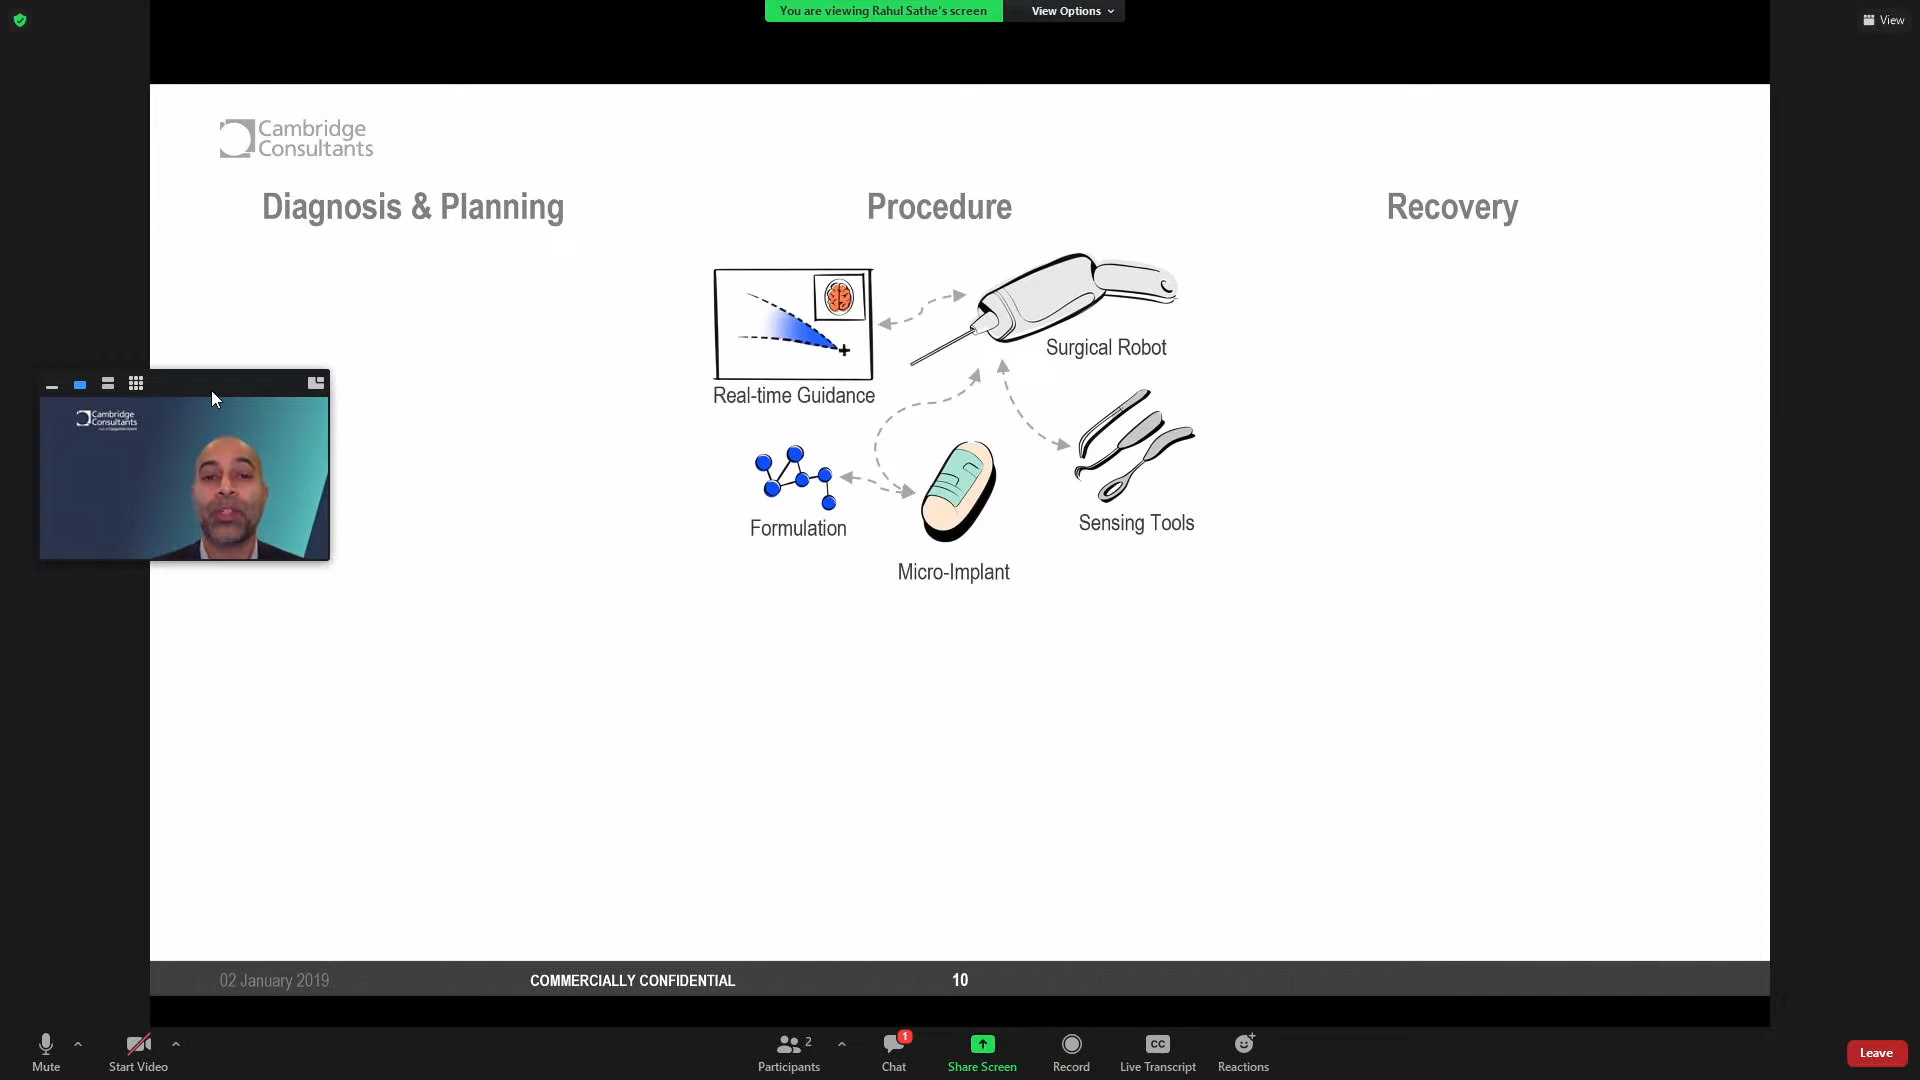 You are viewing Rahul Sathe's screen
View Options
View
Cambridge
Consultants
Diagnosis & Planning
Procedure
Recovery
Real-time Guidance
Surgical Robot
Formulation
Micro-Implant
Sensing Tools
Cambridge
Consultants
02 January 2019
COMMERCIALLY CONFIDENTIAL
10
Mute
Start Video
2
Participants
1
Chat
Share Screen
Record
CC
Live Transcript
Reactions
Leave